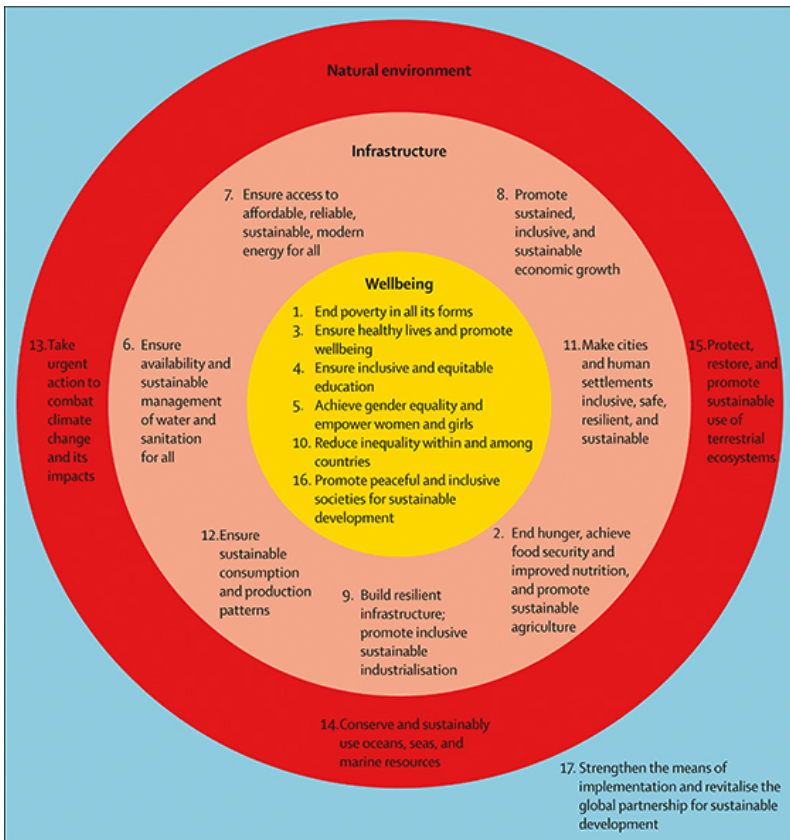 Natural environment
Infrastructure
7. Ensure access to
affordable, reliable,
sustainable, modern
energy for all
8. Promote
sustained,
inclusive, and
sustainable
economic growth
Wellbeing
1. End poverty in all its forms
3. Ensure healthy lives and promote
wellbeing
4. Ensure inclusive and equitable
education
5. Achieve gender equality and
empower women and girls
10. Reduce inequality within and among
countries
16. Promote peaceful and inclusive
societies for sustainable
development
13. Take
urgent
action to
combat
climate
change
and its
impacts
6. Ensure
availability and
sustainable
management
of water and
sanitation
for all
11. Make cities
and human
settlements
inclusive, safe,
resilient, and
sustainable
15. Protect,
restore, and
promote
sustainable
use of
terrestrial
ecosystems
12. Ensure
sustainable
consumption
and production
patterns
9. Build resilient
infrastructure;
promote inclusive
sustainable
industrialisation
2. End hunger, achieve
food security and
improved nutrition,
and promote
sustainable
agriculture
14. Conserve and sustainably
use oceans, seas, and
marine resources
17. Strengthen the means of
implementation and revitalise the
global partnership for sustainable
development